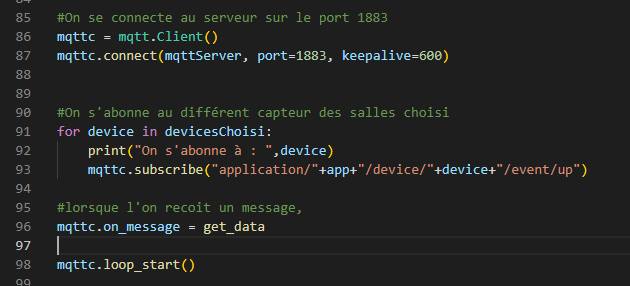 85 #On se connecte au serveur sur le port 1883
86 mqttc = mqtt.Client()
87 mqttc.connect(mqttServer, port=1883, keepalive=600)
88
89
90 #On s'abonne au différent capteur des salles choisi
91 for device in devicesChoisi:
92     print("On s'abonne à : ",device)
93     mqttc.subscribe("application/"+app+"/device/"+device+"/event/up")
94
95 #lorsque l'on recoit un message,
96 mqttc.on_message = get_data
97
98 mqttc.loop_start()